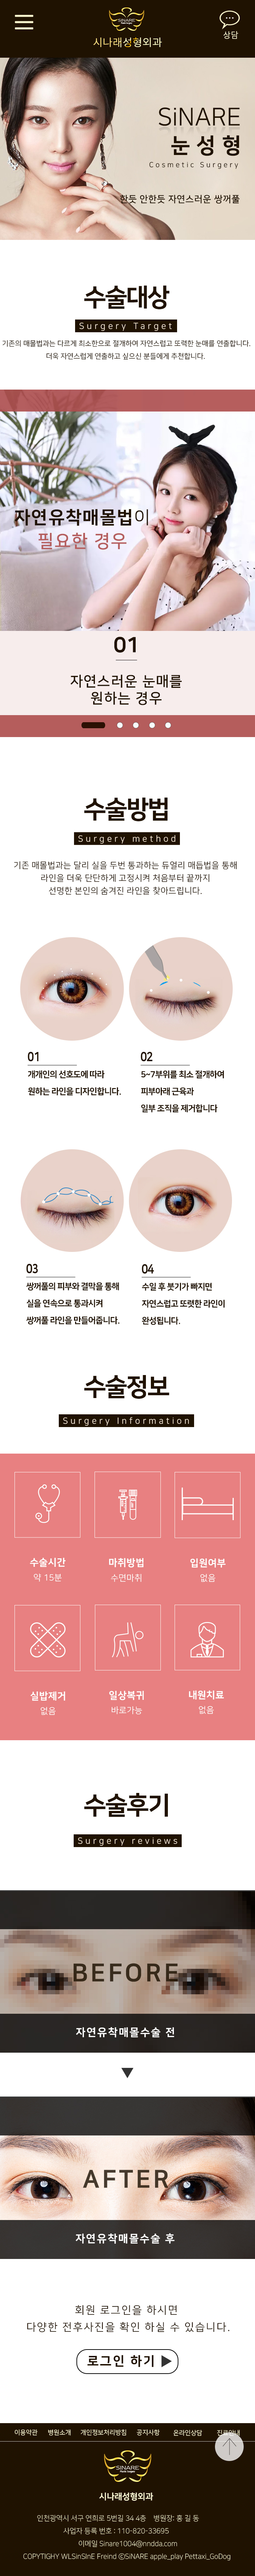 SiNARE
시나래성형외과
상담
SiNARE
눈성형
Cosmetic Surgery
한듯 안한듯 자연스러운 쌍꺼풀
수술대상
Surgery Target
기존의 매몰법과는 다르게 최소한으로 절개하여 자연스럽고 또렷한 눈매를 연출합니다.
더욱 자연스럽게 연출하고 싶으신 분들에게 추천합니다.
자연유착매몰법이
필요한 경우
01
자연스러운 눈매를
원하는 경우
수술방법
Surgery method
기존 매몰법과는 달리 실을 두번 통과하는 듀얼리 매듭법을 통해
라인을 더욱 단단하게 고정시켜 처음부터 끝까지
선명한 본인의 숨겨진 라인을 찾아드립니다.
01
개개인의 선호도에 따라
원하는 라인을 디자인합니다.
02
5~7부위를 최소 절개하여
피부아래 근육과
일부 조직을 제거합니다
03
쌍꺼풀의 피부와 결막을 통해
실을 연속으로 통과시켜
쌍꺼풀 라인을 만들어줍니다.
04
수일 후 붓기가 빠지면
자연스럽고 또렷한 라인이
완성됩니다.
수술정보
Surgery Information
수술시간
약 15분
마취방법
수면마취
입원여부
없음
실밥제거
없음
일상복귀
바로가능
내원치료
없음
수술후기
Surgery reviews
BEFORE
자연유착매몰수술 전
AFTER
자연유착매몰수술 후
회원 로그인을 하시면
다양한 전후사진을 확인 하실 수 있습니다.
로그인 하기 ▶
이용약관 병원소개 개인정보처리방침 공지사항 온라인상담
SiNARE
시나래성형외과
인천광역시 서구 연희로 5번길 34 4층 병원장: 홍 길 동
사업자 등록 번호 : 110-820-33695
이메일 Sinare1004@nndda.com
COPYTIGHY WLSinSInE Freind ⓒSiNARE apple_play Pettaxi_GoDog